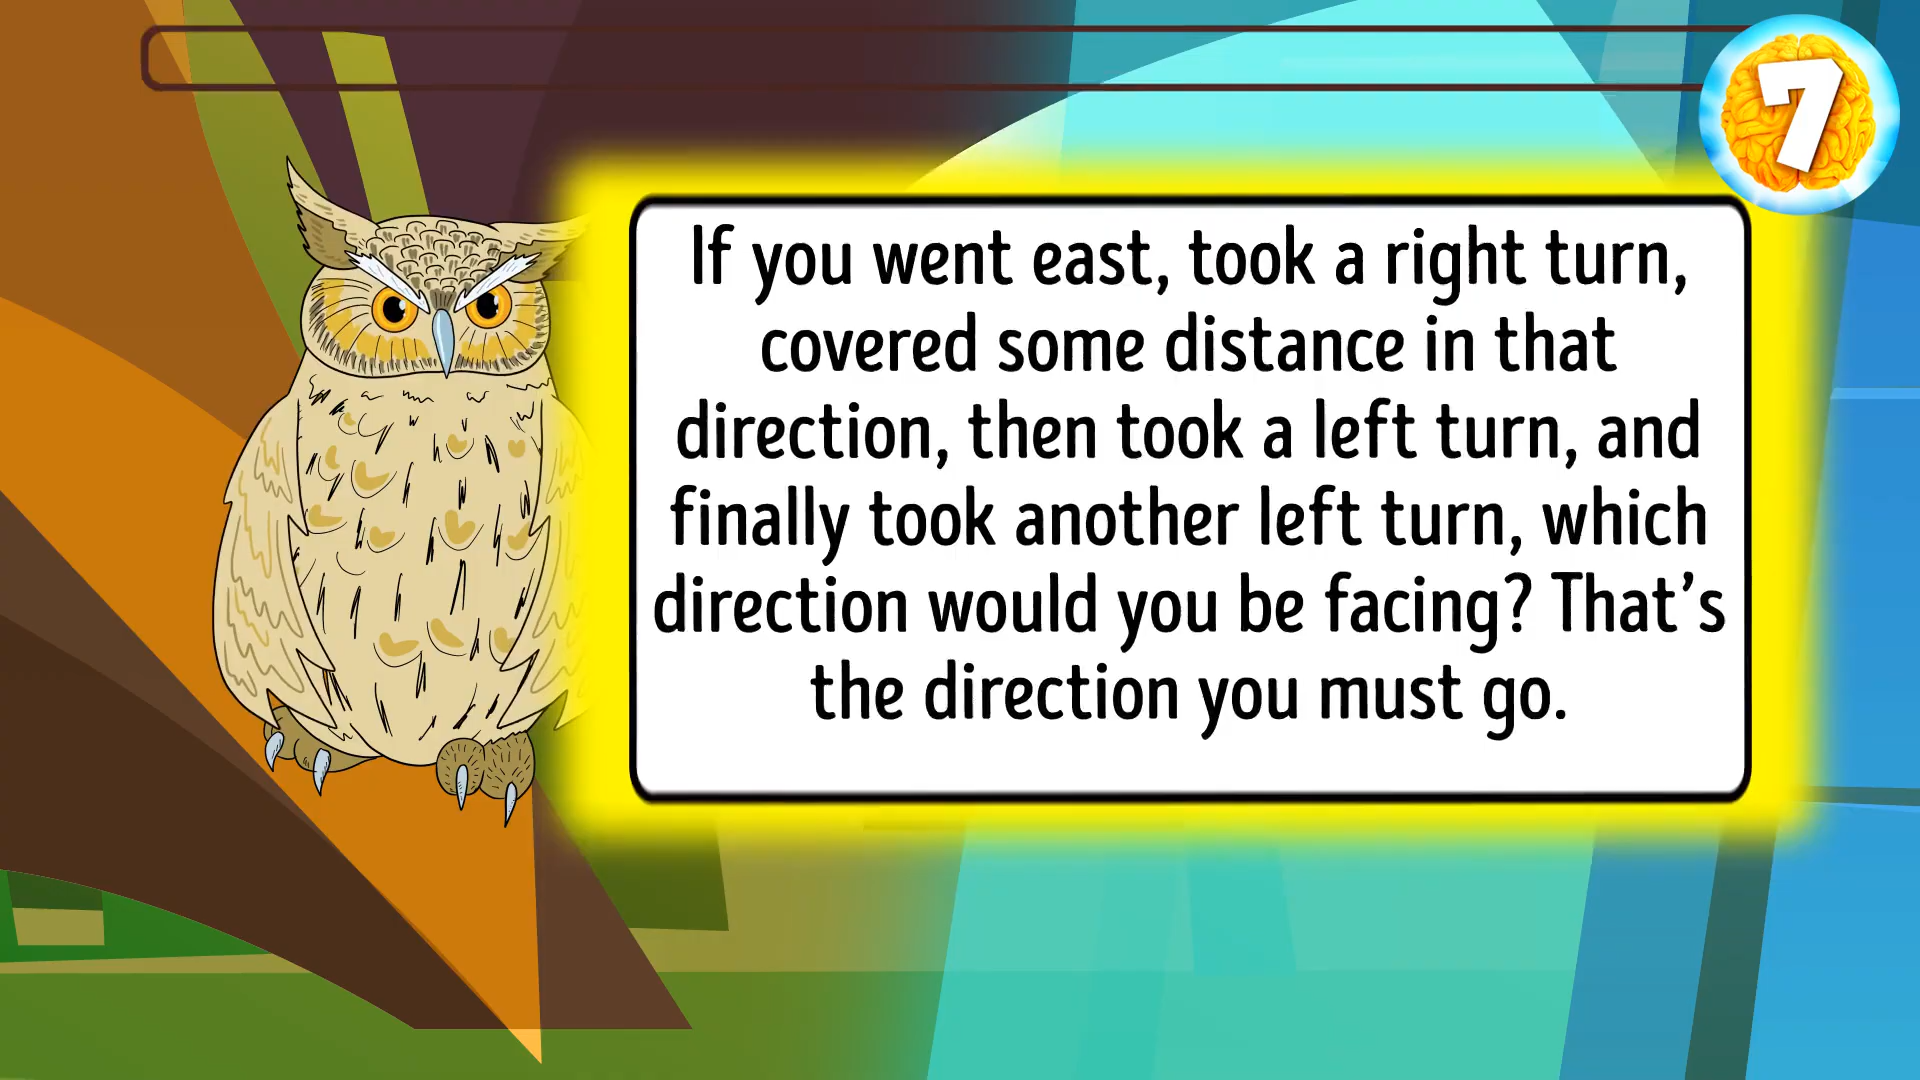 7
If you went east, took a right turn,
covered some distance in that
direction, then took a left turn, and
finally took another left turn, which
direction would you be facing? That’s
the direction you must go.